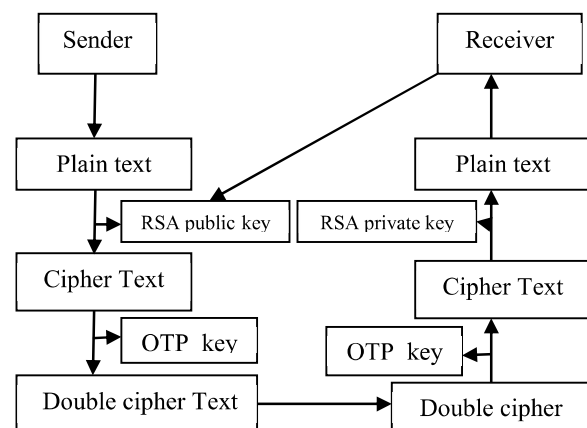 Sender
Receiver
Plain text
Plain text
RSA public key
RSA private key
Cipher Text
Cipher Text
OTP key
OTP key
Double cipher Text
Double cipher